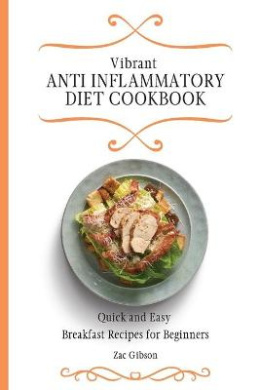 Vibrant
ANTI INFLAMMATORY
DIET COOKBOOK
Quick and Easy
Breakfast Recipes for Beginners
Zac Gibson